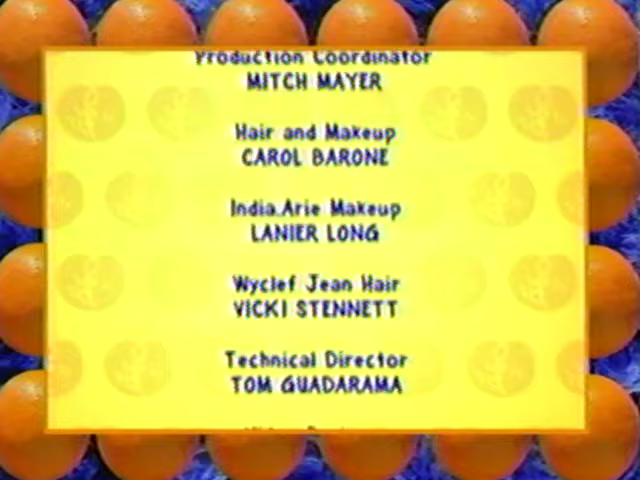 Production Coordinator
MITCH MAYER
Hair and Makeup
CAROL BARONE
India.Arie Makeup
LANIER LONG
Wyclef Jean Hair
VICKI STENNETT
Technical Director
TOM GUADARAMA